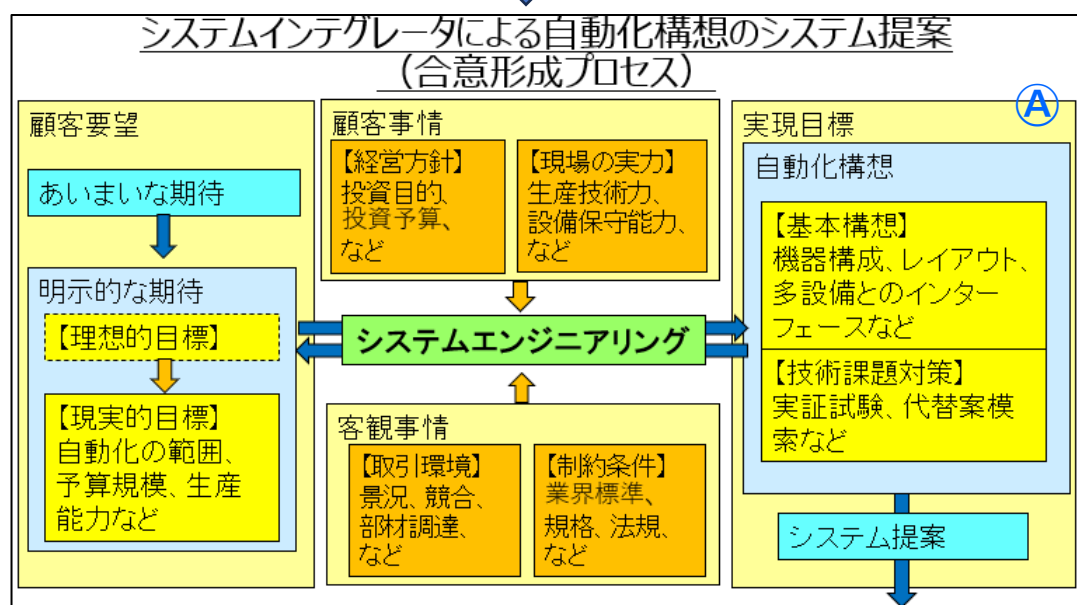 システムインテグレータによる自動化構想のシステム提案
（合意形成プロセス）
顧客要望
あいまいな期待
明示的な期待
【理想的目標】
【現実的目標】
自動化の範囲、
予算規模、生産
能力など
顧客事情
【経営方針】
投資目的、
投資予算、
など
【現場の実力】
生産技術力、
設備保守能力、
など
システムエンジニアリング
客観事情
【取引環境】
景況、競合、
部材調達、
など
【制約条件】
業界標準、
規格、法規、
など
Ⓐ
実現目標
自動化構想
【基本構想】
機器構成、レイアウト、
多設備とのインター
フェースなど
【技術課題対策】
実証試験、代替案模
索など
システム提案